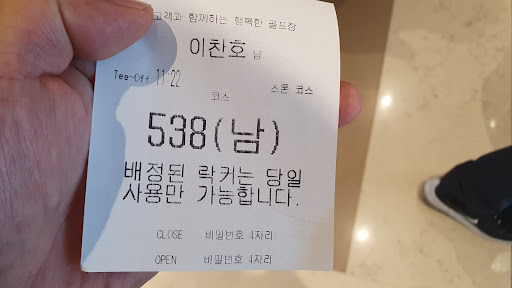 고객과 함께하는 행복한 골프장
이찬호 님
Tee-Off 11:22 스톤 코스
코스
538(남)
배정된 락커는 당일
사용만 가능합니다.
CLOSE 비밀번호 4자리
OPEN 비밀번호 4자리